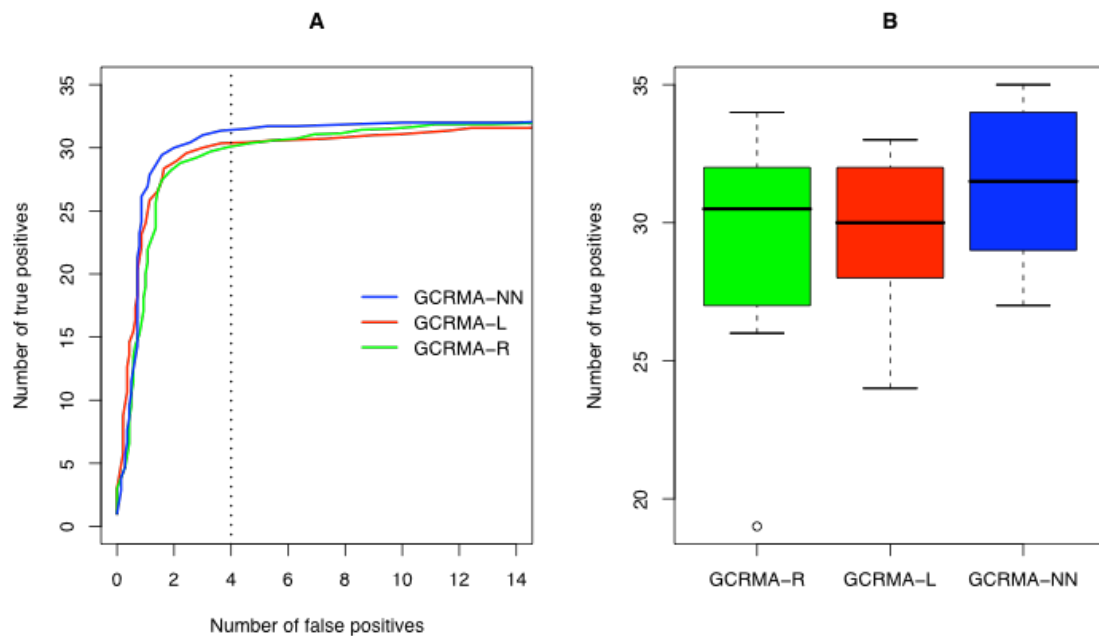 A
Number of true positives
35
30
25
20
15
10
5
0
GCRMA-NN
GCRMA-L
GCRMA-R
0 2 4 6 8 10 12 14
Number of false positives
B
Number of true positives
35
30
25
20
GCRMA-R GCRMA-L GCRMA-NN